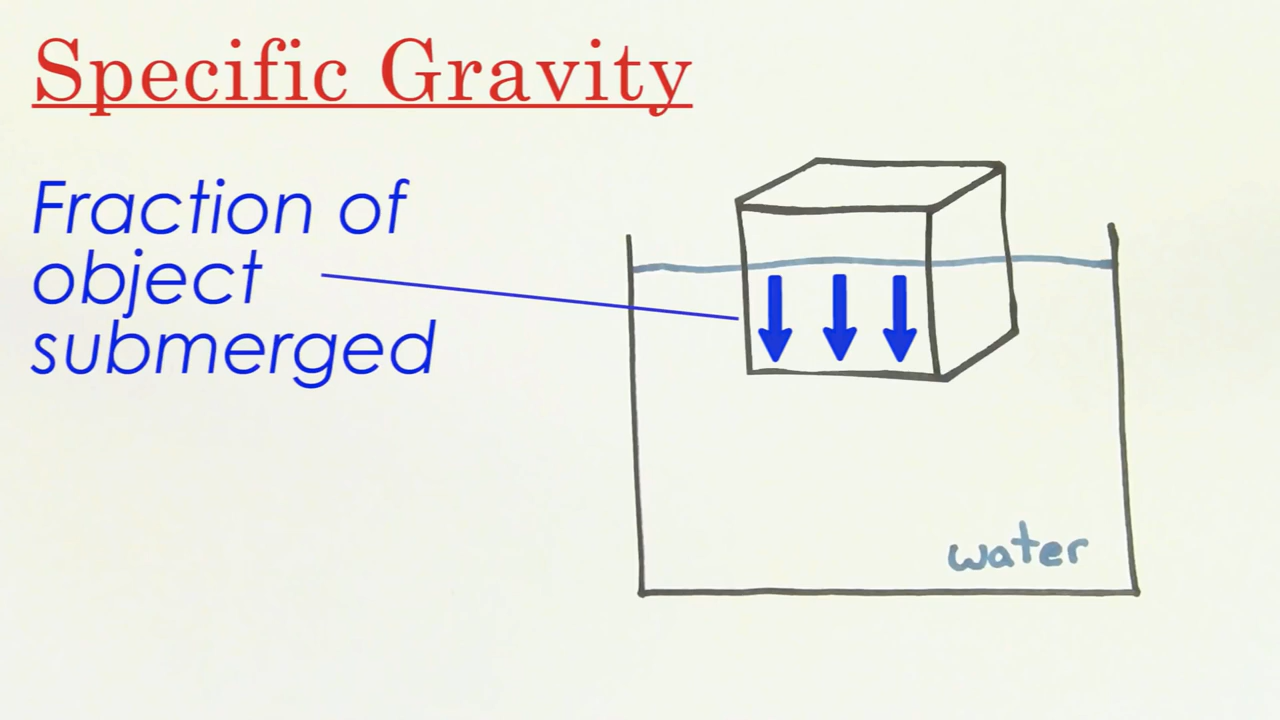 Specific Gravity
Fraction of
object
submerged
water